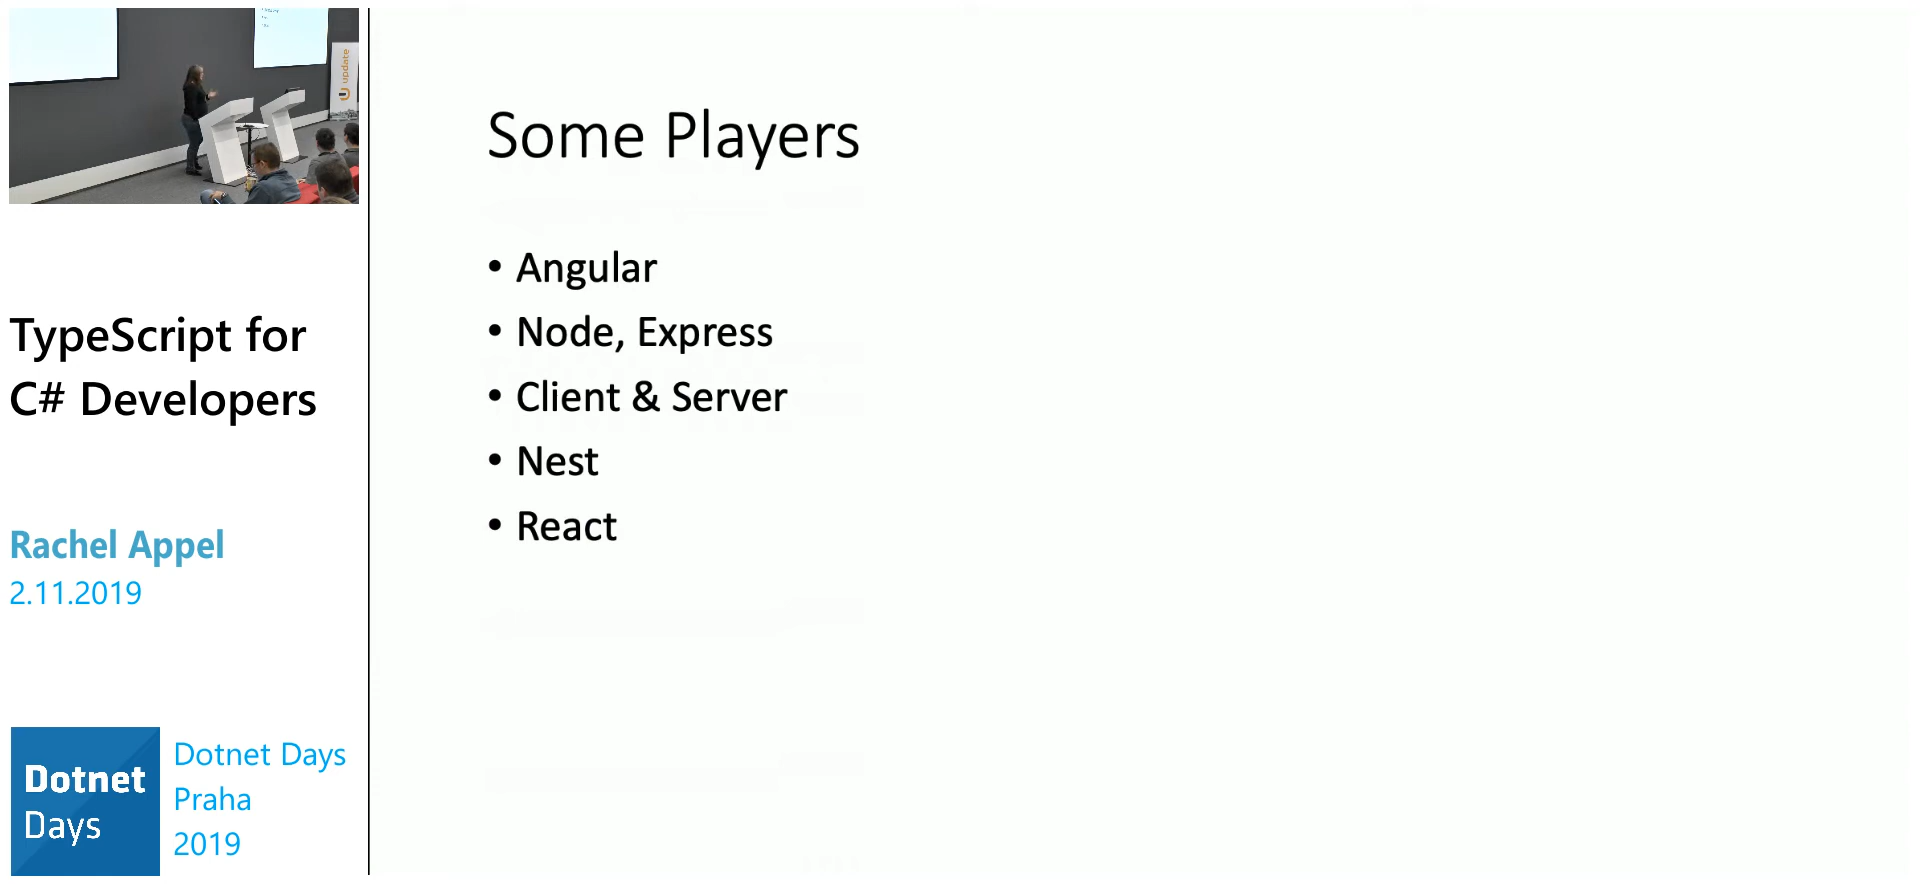 update
TypeScript for
C# Developers
Rachel Appel
2.11.2019
Dotnet
Days
Dotnet Days
Praha
2019
Some Players
• Angular
• Node, Express
• Client & Server
• Nest
• React